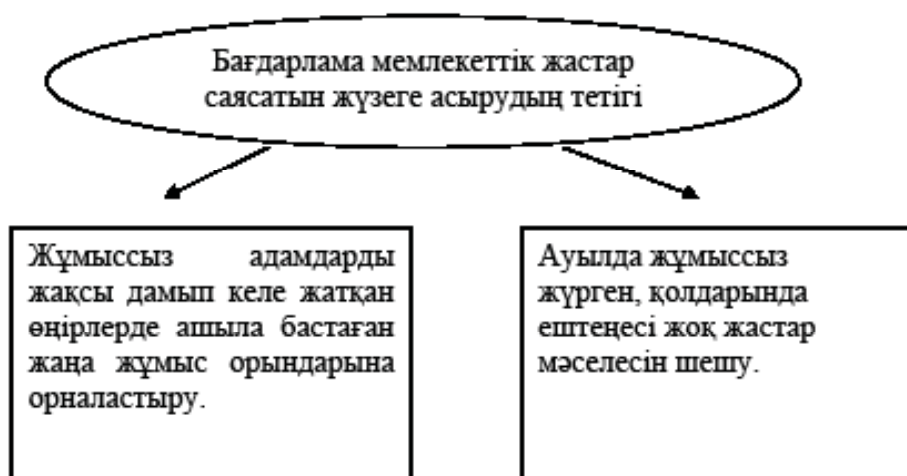 Бағдарлама мемлекеттік жастар
саясатын жүзеге асырудың тетігі
Жұмыссыз адамдарды
жақсы дамып келе жатқан
өңірлерде ашыла бастаған
жаңа жұмыс орындарына
орналастыру.
Ауылда жұмыссыз
жүрген, қолдарында
ештеңесі жоқ жастар
мәселесін шешу.